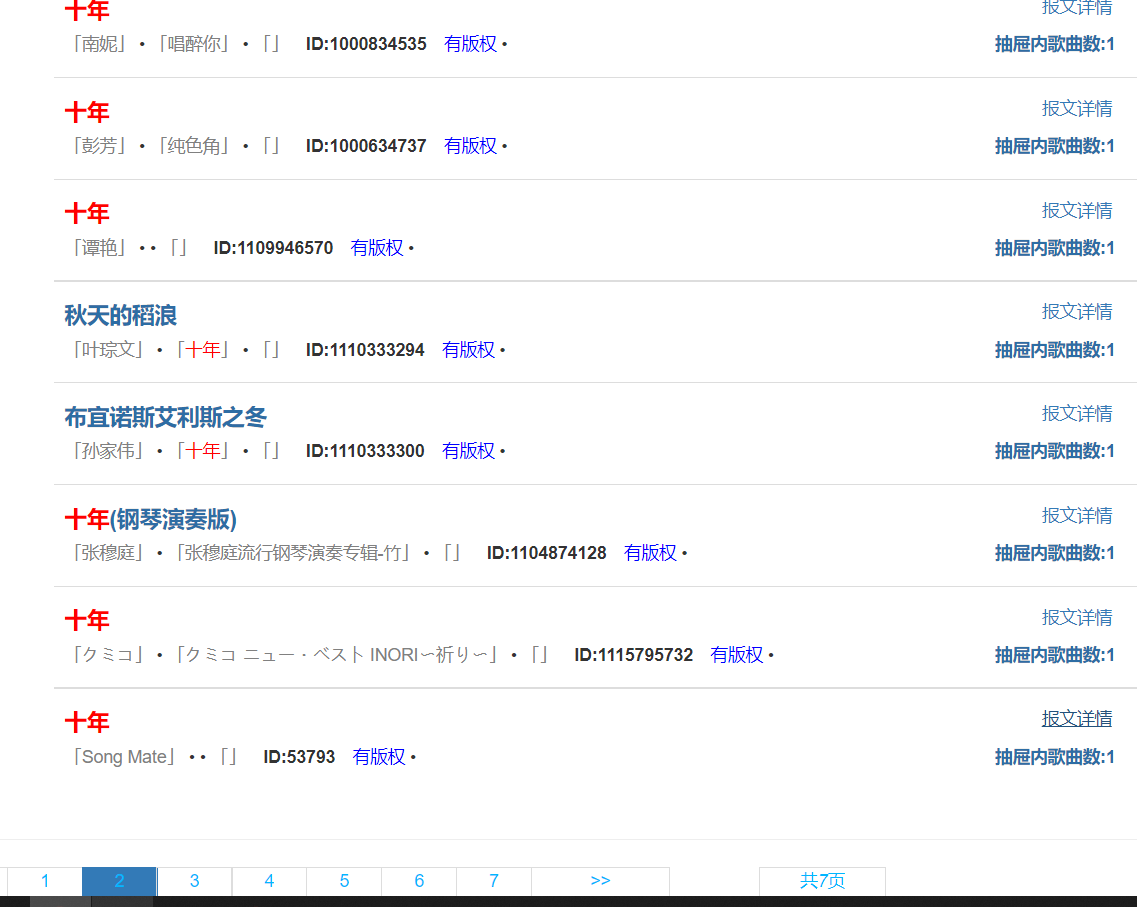 十年 报文详情
「南妮」 • 「唱醉你」 • 「」 ID:1000834535 有版权 • 抽屉内歌曲数:1
十年 报文详情
「彭芳」 • 「纯色角」 • 「」 ID:1000634737 有版权 • 抽屉内歌曲数:1
十年 报文详情
「谭艳」 • • 「」 ID:1109946570 有版权 • 抽屉内歌曲数:1
秋天的稻浪 报文详情
「叶琮文」 • 「十年」 • 「」 ID:1110333294 有版权 • 抽屉内歌曲数:1
布宜诺斯艾利斯之冬 报文详情
「孙家伟」 • 「十年」 • 「」 ID:1110333300 有版权 • 抽屉内歌曲数:1
十年(钢琴演奏版) 报文详情
「张穆庭」 • 「张穆庭流行钢琴演奏专辑-竹」 • 「」 ID:1104874128 有版权 • 抽屉内歌曲数:1
十年 报文详情
「クミコ」 • 「クミコ ニュー・ベスト INORI〜祈り〜」 • 「」 ID:1115795732 有版权 • 抽屉内歌曲数:1
十年 报文详情
「Song Mate」 • • 「」 ID:53793 有版权 • 抽屉内歌曲数:1
1 2 3 4 5 6 7 >> 共7页